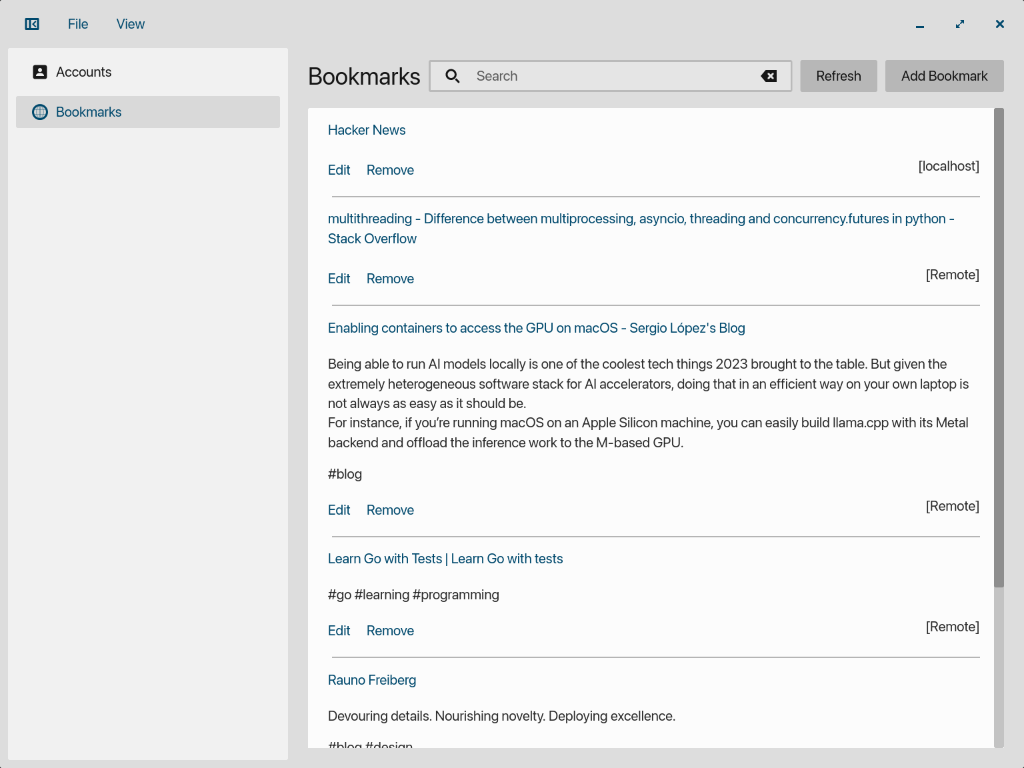 File View
Accounts
Bookmarks
Bookmarks Search Refresh Add Bookmark
Hacker News
Edit Remove [localhost]
multithreading - Difference between multiprocessing, asyncio, threading and concurrency.futures in python -
Stack Overflow
Edit Remove [Remote]
Enabling containers to access the GPU on macOS - Sergio López's Blog
Being able to run AI models locally is one of the coolest tech things 2023 brought to the table. But given the
extremely heterogeneous software stack for AI accelerators, doing that in an efficient way on your own laptop is
not always as easy as it should be.
For instance, if you’re running macOS on an Apple Silicon machine, you can easily build llama.cpp with its Metal
backend and offload the inference work to the M-based GPU.
#blog
Edit Remove [Remote]
Learn Go with Tests | Learn Go with tests
#go #learning #programming
Edit Remove [Remote]
Rauno Freiberg
Devouring details. Nourishing novelty. Deploying excellence.
#blog #design